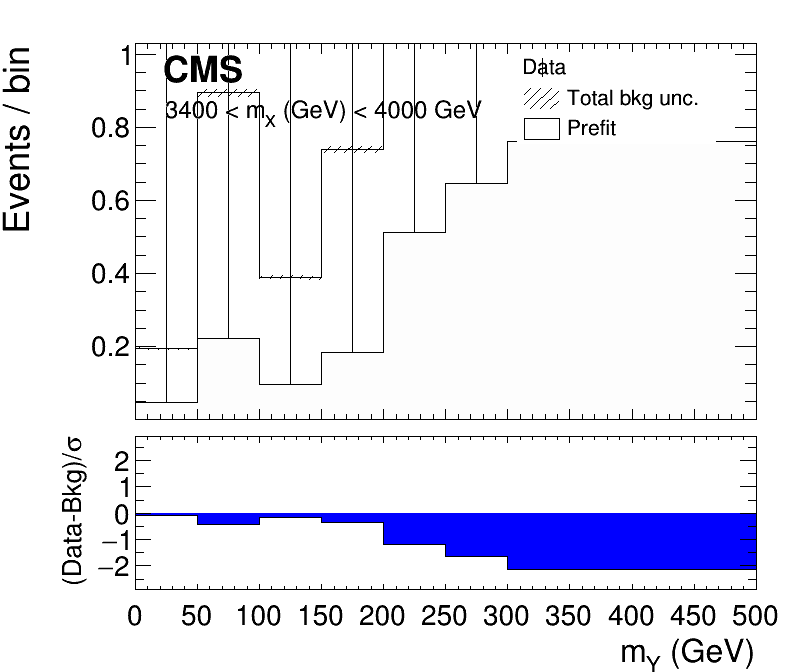 Events / bin
1
0.8
0.6
0.4
0.2
CMS
3400 < m_X (GeV) < 4000 GeV
Data
Total bkg unc.
Prefit
(Data-Bkg)/σ
2
1
0
−1
−2
0 50 100 150 200 250 300 350 400 450 500
m_Y (GeV)